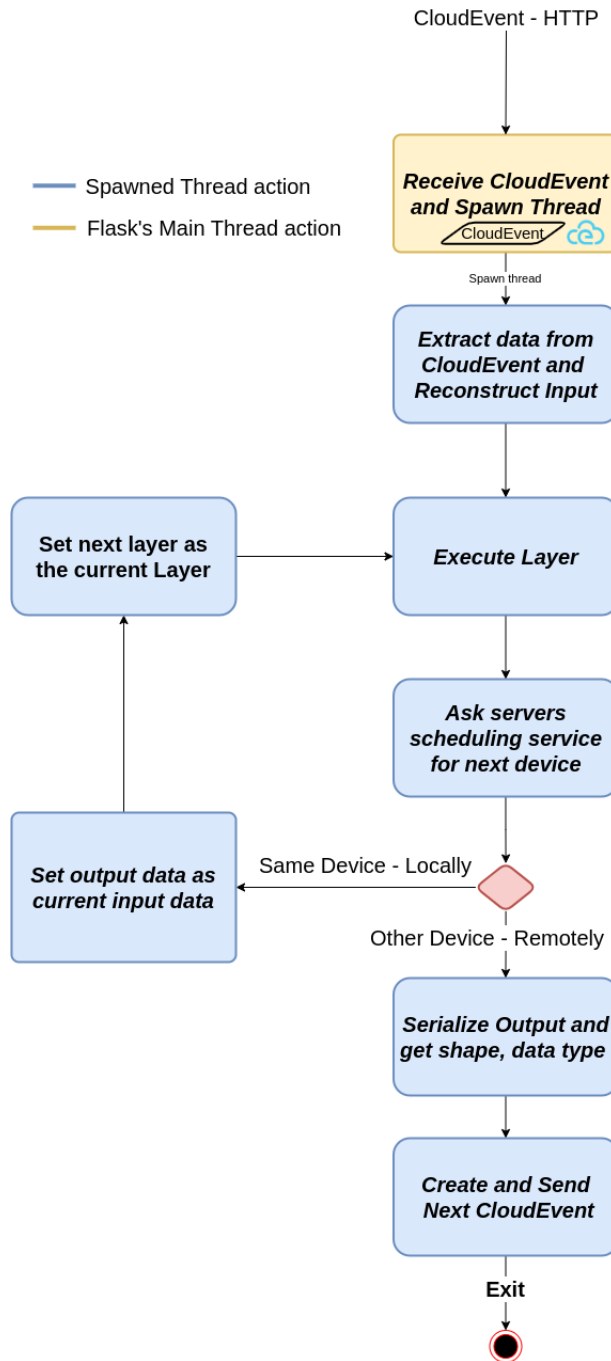 CloudEvent - HTTP
Spawned Thread action
Flask's Main Thread action
Receive CloudEvent
and Spawn Thread
CloudEvent
Spawn thread
Extract data from
CloudEvent and
Reconstruct Input
Set next layer as
the current Layer
Execute Layer
Ask servers
scheduling service
for next device
Same Device - Locally
Set output data as
current input data
Other Device - Remotely
Serialize Output and
get shape, data type
Create and Send
Next CloudEvent
Exit